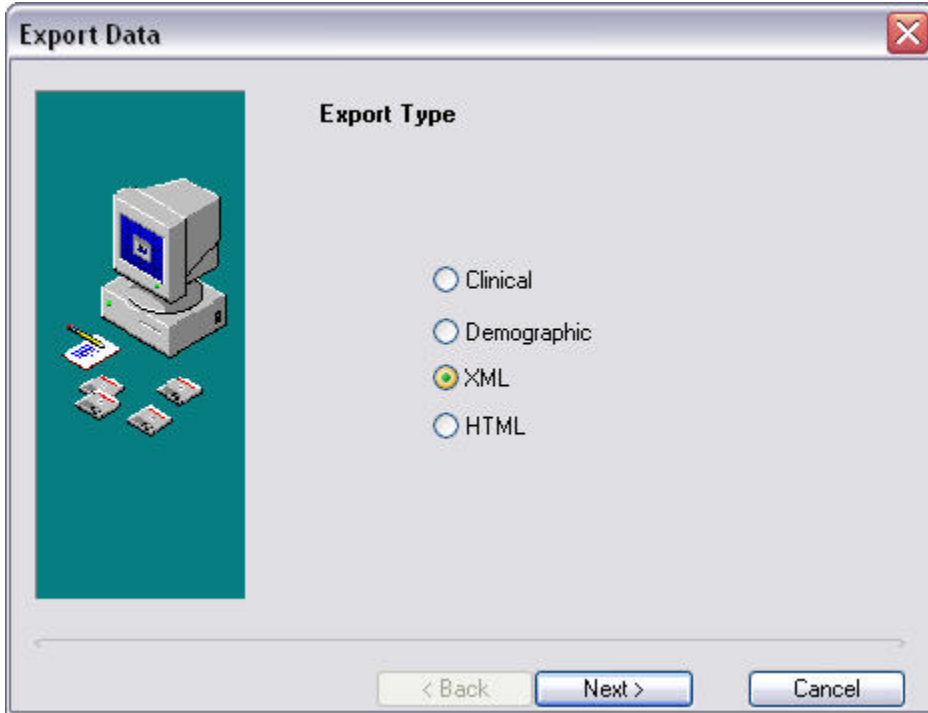 Export Data
Export Type
Clinical
Demographic
XML
HTML
< Back Next > Cancel